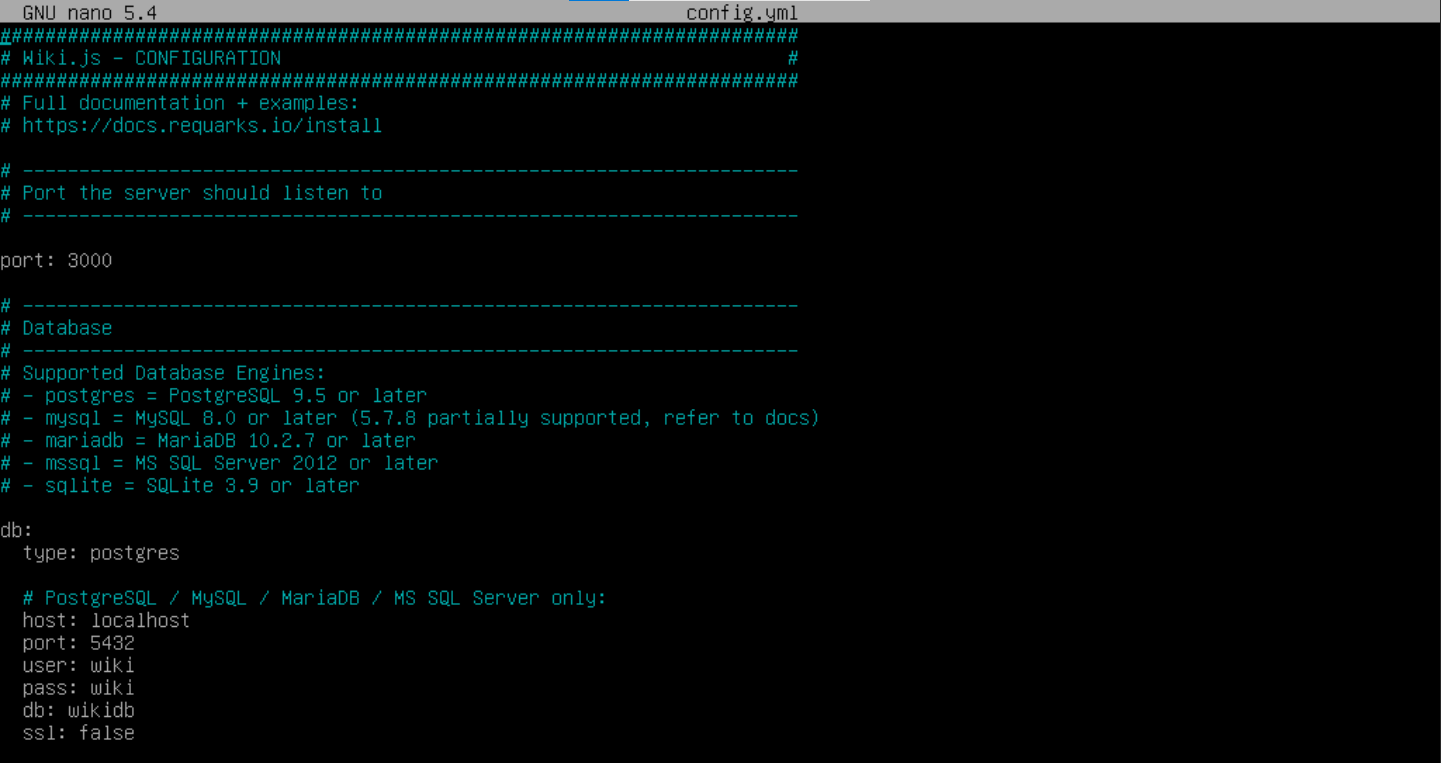 GNU nano 5.4 config.yml
#######################################################################
# Wiki.js - CONFIGURATION #
#######################################################################
# Full documentation + examples:
# https://docs.requarks.io/install
# ---------------------------------------------------------------------
# Port the server should listen to
# ---------------------------------------------------------------------
port: 3000
# ---------------------------------------------------------------------
# Database
# ---------------------------------------------------------------------
# Supported Database Engines:
# - postgres = PostgreSQL 9.5 or later
# - mysql = MySQL 8.0 or later (5.7.8 partially supported, refer to docs)
# - mariadb = MariaDB 10.2.7 or later
# - mssql = MS SQL Server 2012 or later
# - sqlite = SQLite 3.9 or later
db:
type: postgres
# PostgreSQL / MySQL / MariaDB / MS SQL Server only:
host: localhost
port: 5432
user: wiki
pass: wiki
db: wikidb
ssl: false